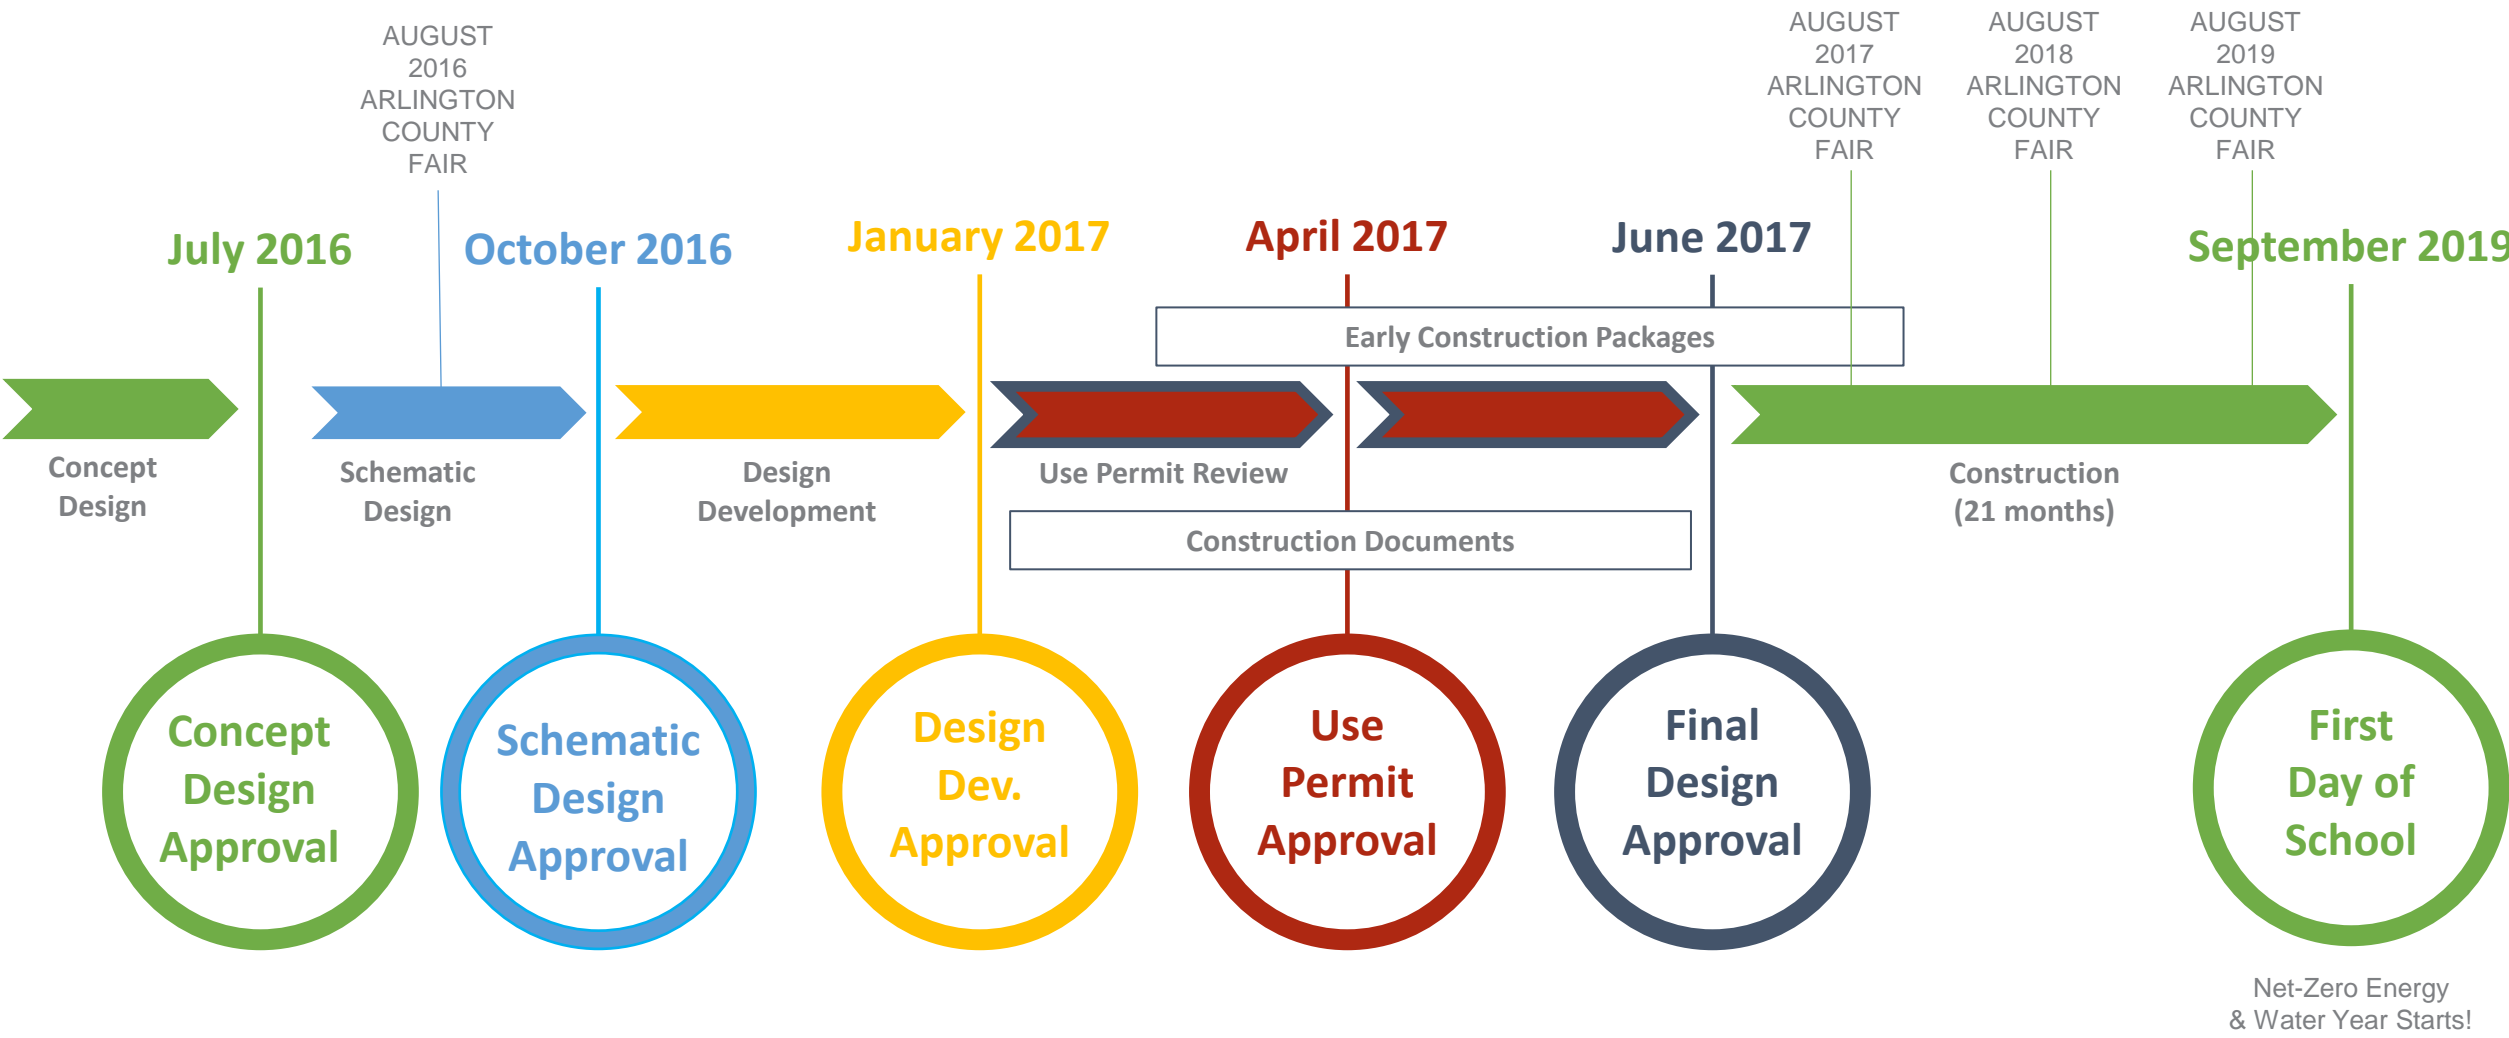 AUGUST
2016
ARLINGTON
COUNTY
FAIR
AUGUST
2017
ARLINGTON
COUNTY
FAIR
AUGUST
2018
ARLINGTON
COUNTY
FAIR
AUGUST
2019
ARLINGTON
COUNTY
FAIR
July 2016
October 2016
January 2017
April 2017
June 2017
September 2019
Early Construction Packages
Concept
Design
Schematic
Design
Design
Development
Use Permit Review
Construction
(21 months)
Construction Documents
Concept
Design
Approval
Schematic
Design
Approval
Design
Dev.
Approval
Use
Permit
Approval
Final
Design
Approval
First
Day of
School
Net-Zero Energy
& Water Year Starts!